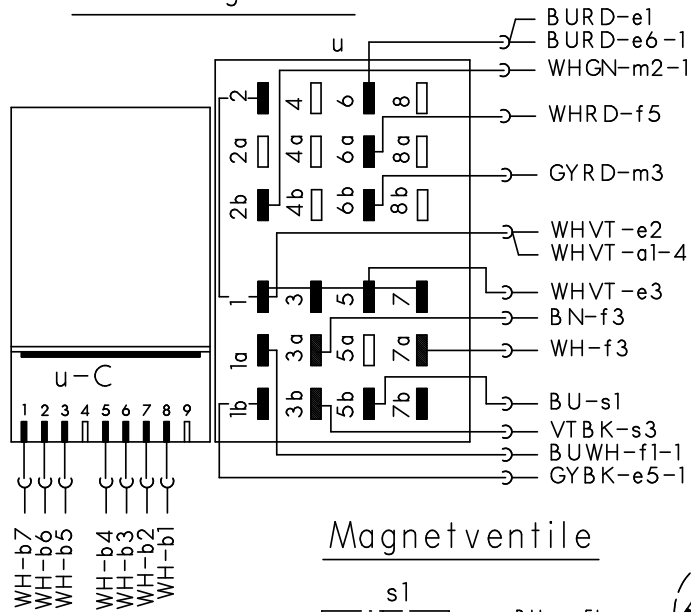 BURD-e1
u
BURD-e6-1
WHGN-m2-1
2 4 6 8
WHRD-f5
2a 4a 6a 8a
GYRD-m3
2b 4b 6b 8b
WHVT-e2
WHVT-a1-4
1 3 5 7
WHVT-e3
BN-f3
1a 3a 5a 7a
WH-f3
u-C
1b 3b 5b 7b
BU-s1
1 2 3 4 5 6 7 8 9
VTBK-s3
BUWH-f1-1
GYBK-e5-1
WH-b7
WH-b6
WH-b5
WH-b4
WH-b3
WH-b2
WH-b1
Magnetventile
s1